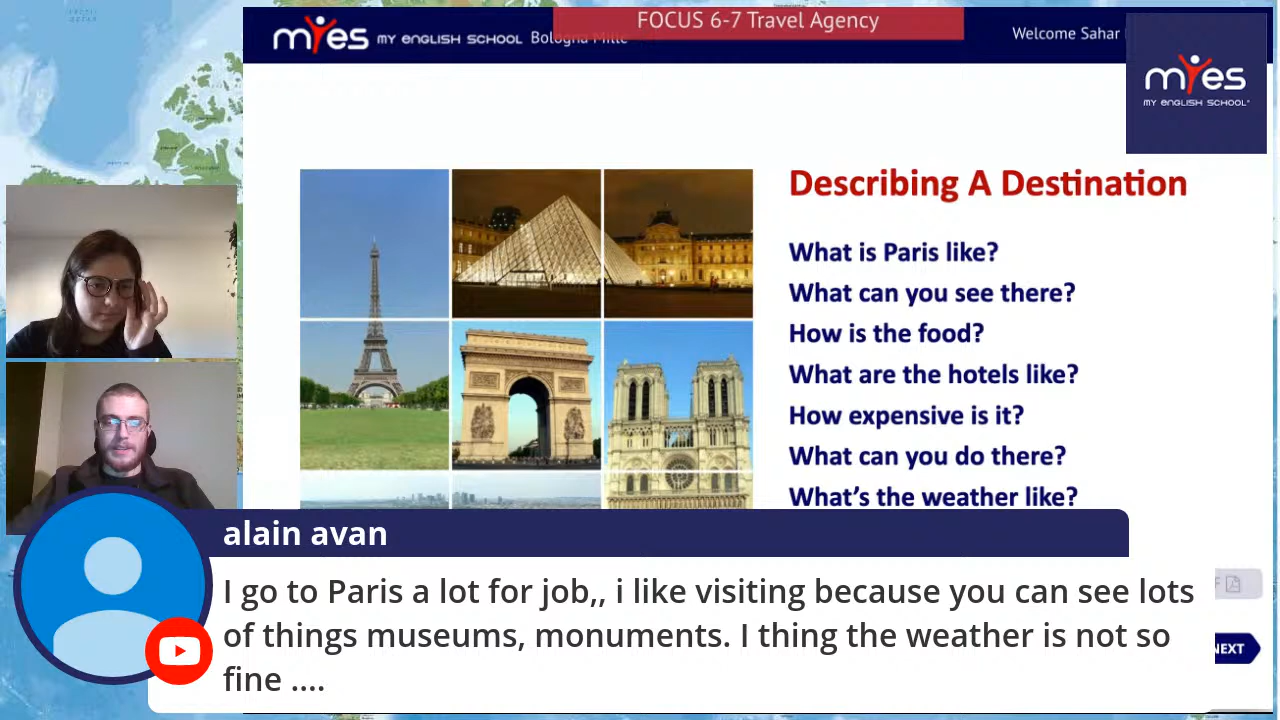 FOCUS 6-7 Travel Agency
myes MY ENGLISH SCHOOL Bologna Mille
Welcome Sahar
myes
MY ENGLISH SCHOOL
Describing A Destination
What is Paris like?
What can you see there?
How is the food?
What are the hotels like?
How expensive is it?
What can you do there?
What's the weather like?
alain avan
I go to Paris a lot for job,, i like visiting because you can see lots
of things museums, monuments. I thing the weather is not so
fine ....
NEXT